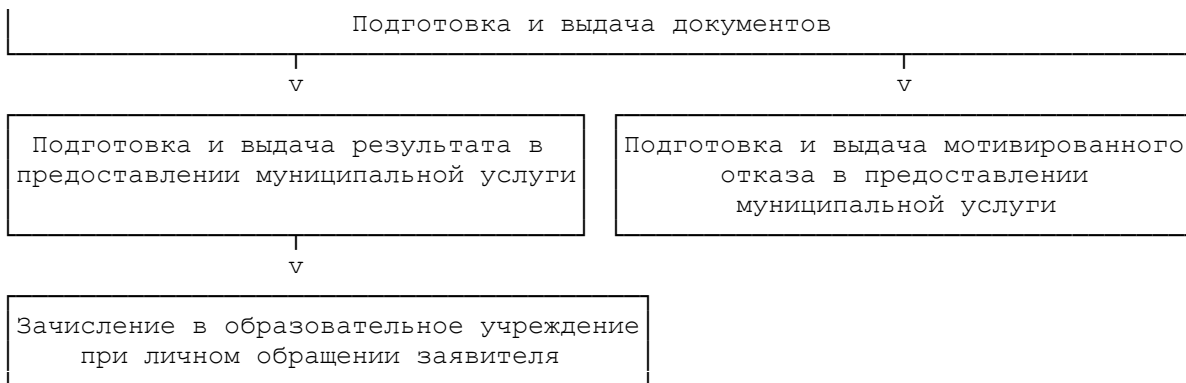 Подготовка и выдача документов
v v
Подготовка и выдача результата в
предоставлении муниципальной услуги
Подготовка и выдача мотивированного
отказа в предоставлении
муниципальной услуги
v
Зачисление в образовательное учреждение
при личном обращении заявителя